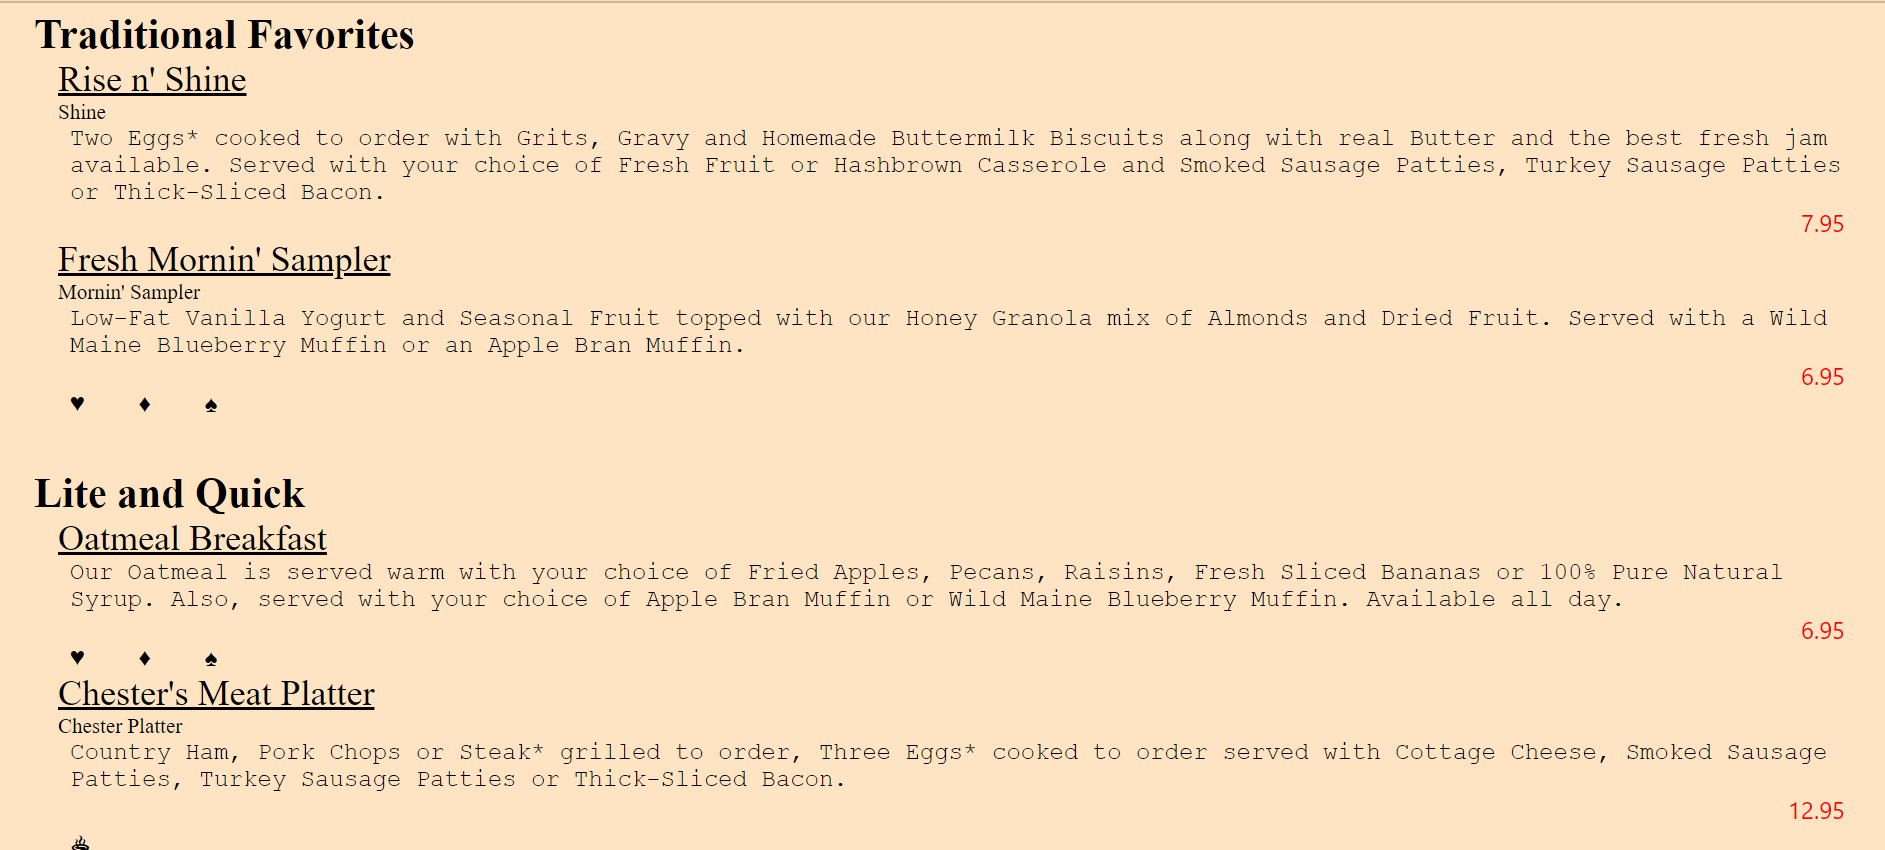 Traditional Favorites
Rise n' Shine
Shine
Two Eggs* cooked to order with Grits, Gravy and Homemade Buttermilk Biscuits along with real Butter and the best fresh jam
available. Served with your choice of Fresh Fruit or Hashbrown Casserole and Smoked Sausage Patties, Turkey Sausage Patties
or Thick-Sliced Bacon.
7.95
Fresh Mornin' Sampler
Mornin' Sampler
Low-Fat Vanilla Yogurt and Seasonal Fruit topped with our Honey Granola mix of Almonds and Dried Fruit. Served with a Wild
Maine Blueberry Muffin or an Apple Bran Muffin.
6.95
♥ ♦ ♠
Lite and Quick
Oatmeal Breakfast
Our Oatmeal is served warm with your choice of Fried Apples, Pecans, Raisins, Fresh Sliced Bananas or 100% Pure Natural
Syrup. Also, served with your choice of Apple Bran Muffin or Wild Maine Blueberry Muffin. Available all day.
6.95
♥ ♦ ♠
Chester's Meat Platter
Chester Platter
Country Ham, Pork Chops or Steak* grilled to order, Three Eggs* cooked to order served with Cottage Cheese, Smoked Sausage
Patties, Turkey Sausage Patties or Thick-Sliced Bacon.
12.95